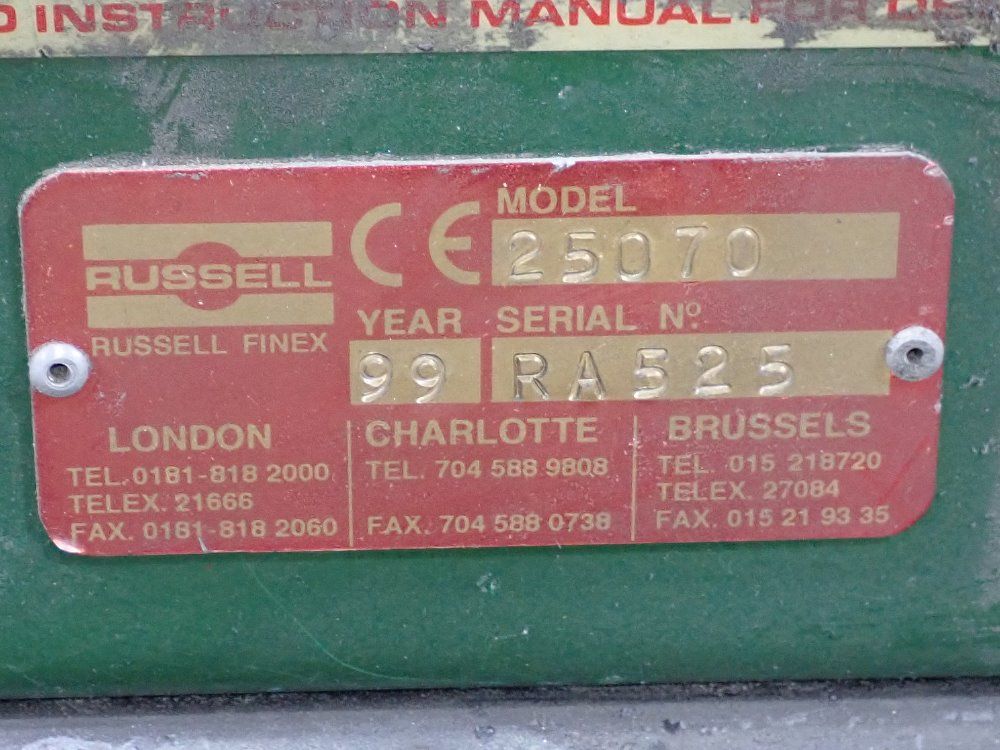 INSTRUCTION MANUAL FOR
RUSSELL
RUSSELL FINEX
CE
MODEL
25070
YEAR SERIAL Nº.
99 RA525
LONDON
TEL. 0181-818 2000
TELEX. 21666
FAX. 0181-818 2060
CHARLOTTE
TEL. 704 588 9808
FAX. 704 588 0738
BRUSSELS
TEL. 015 218720
TELEX. 27084
FAX. 015 21 93 35